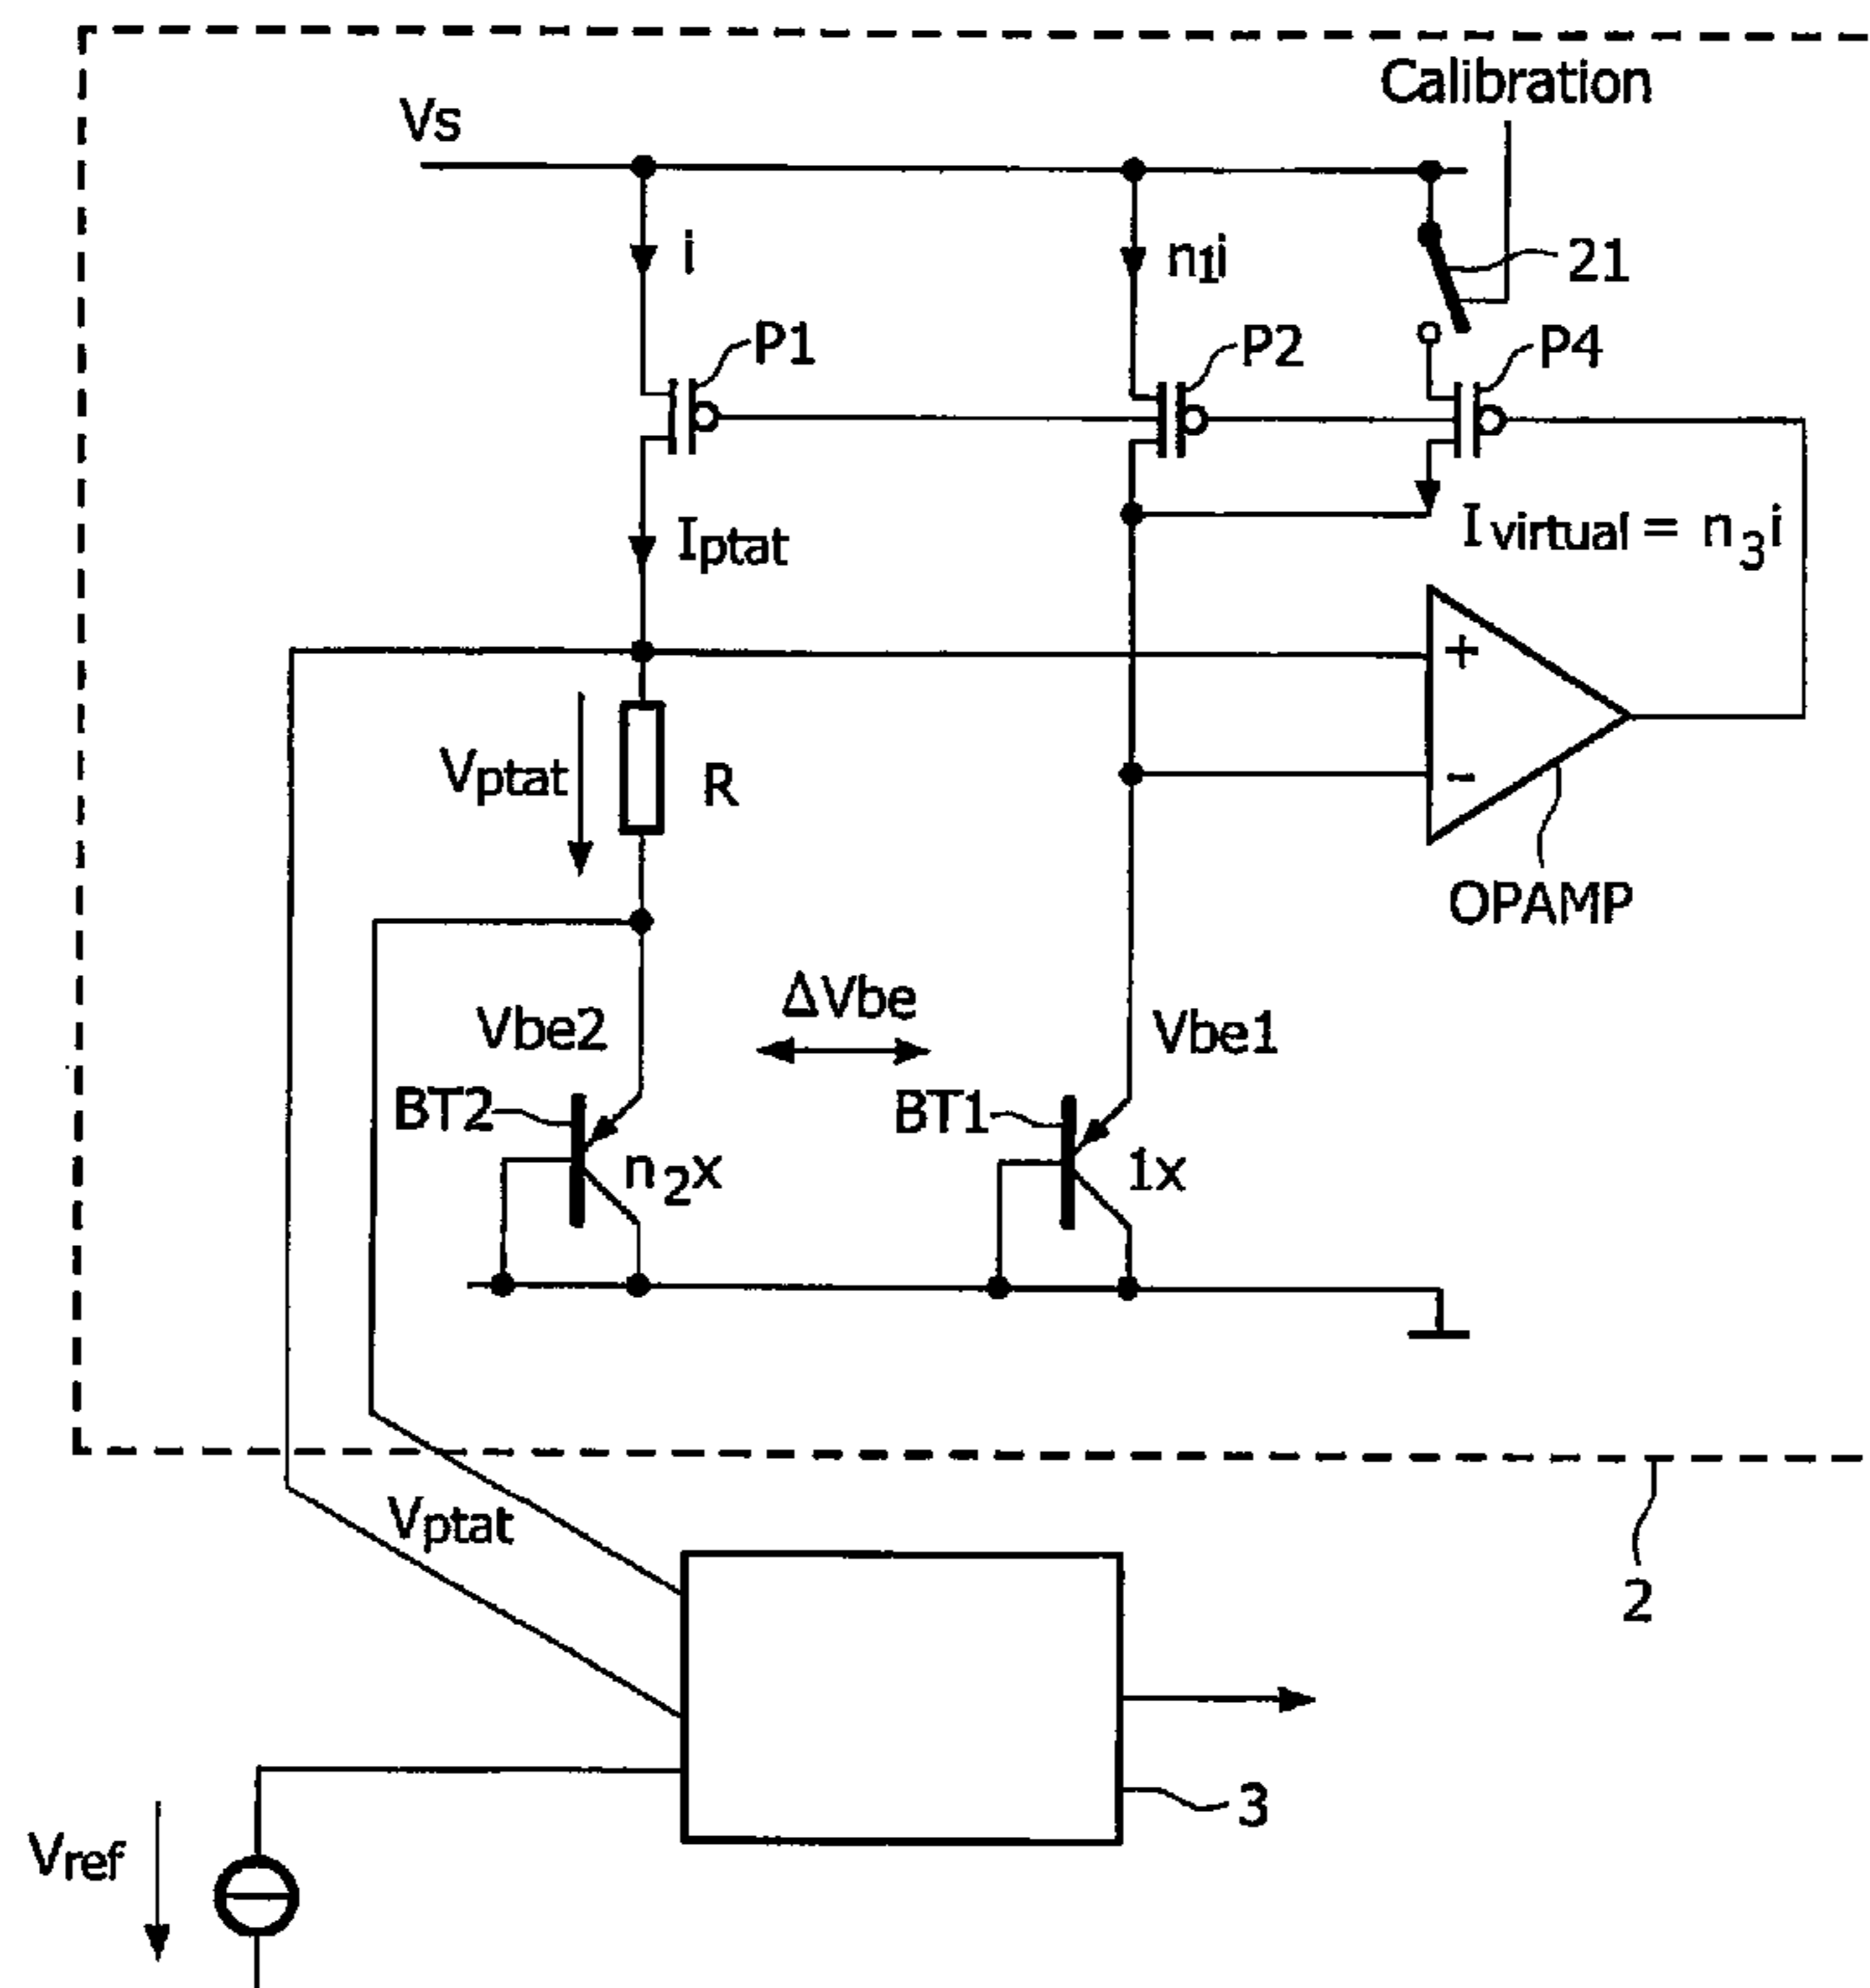 Calibration
Vs
i
n1i
21
P1
P2
P4
Iptat
Ivirtual = n3i
+
Vptat
R
-
OPAMP
ΔVbe
Vbe2
Vbe1
BT2
BT1
n2x
1x
Vptat
2
3
Vref